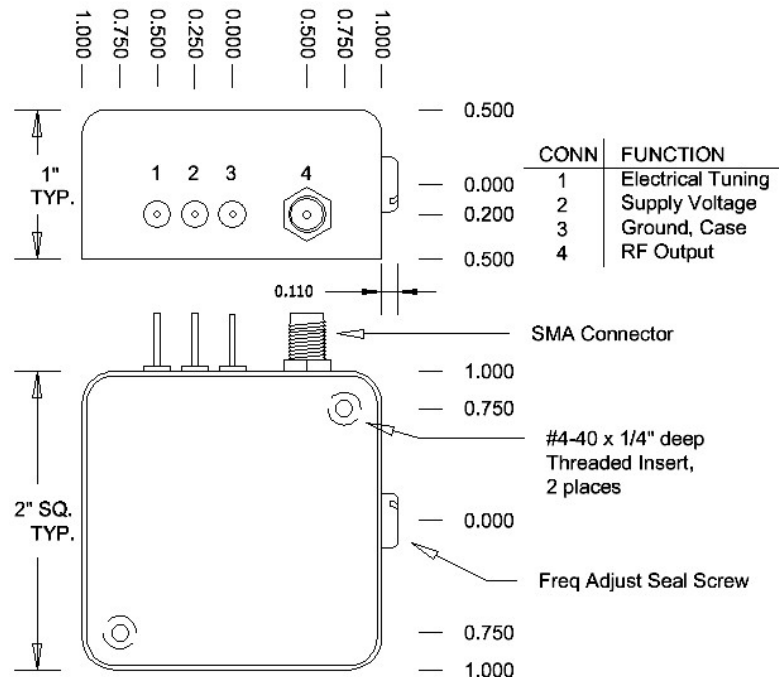 1.000
0.750
0.500
0.250
0.000
0.500
0.750
1.000
0.500
1"
TYP.
1 2 3 4
0.000
0.200
0.500
CONN FUNCTION
1 Electrical Tuning
2 Supply Voltage
3 Ground, Case
4 RF Output
0.110
SMA Connector
1.000
0.750
#4-40 x 1/4" deep
Threaded Insert,
2 places
2" SQ.
TYP.
0.000
Freq Adjust Seal Screw
0.750
1.000